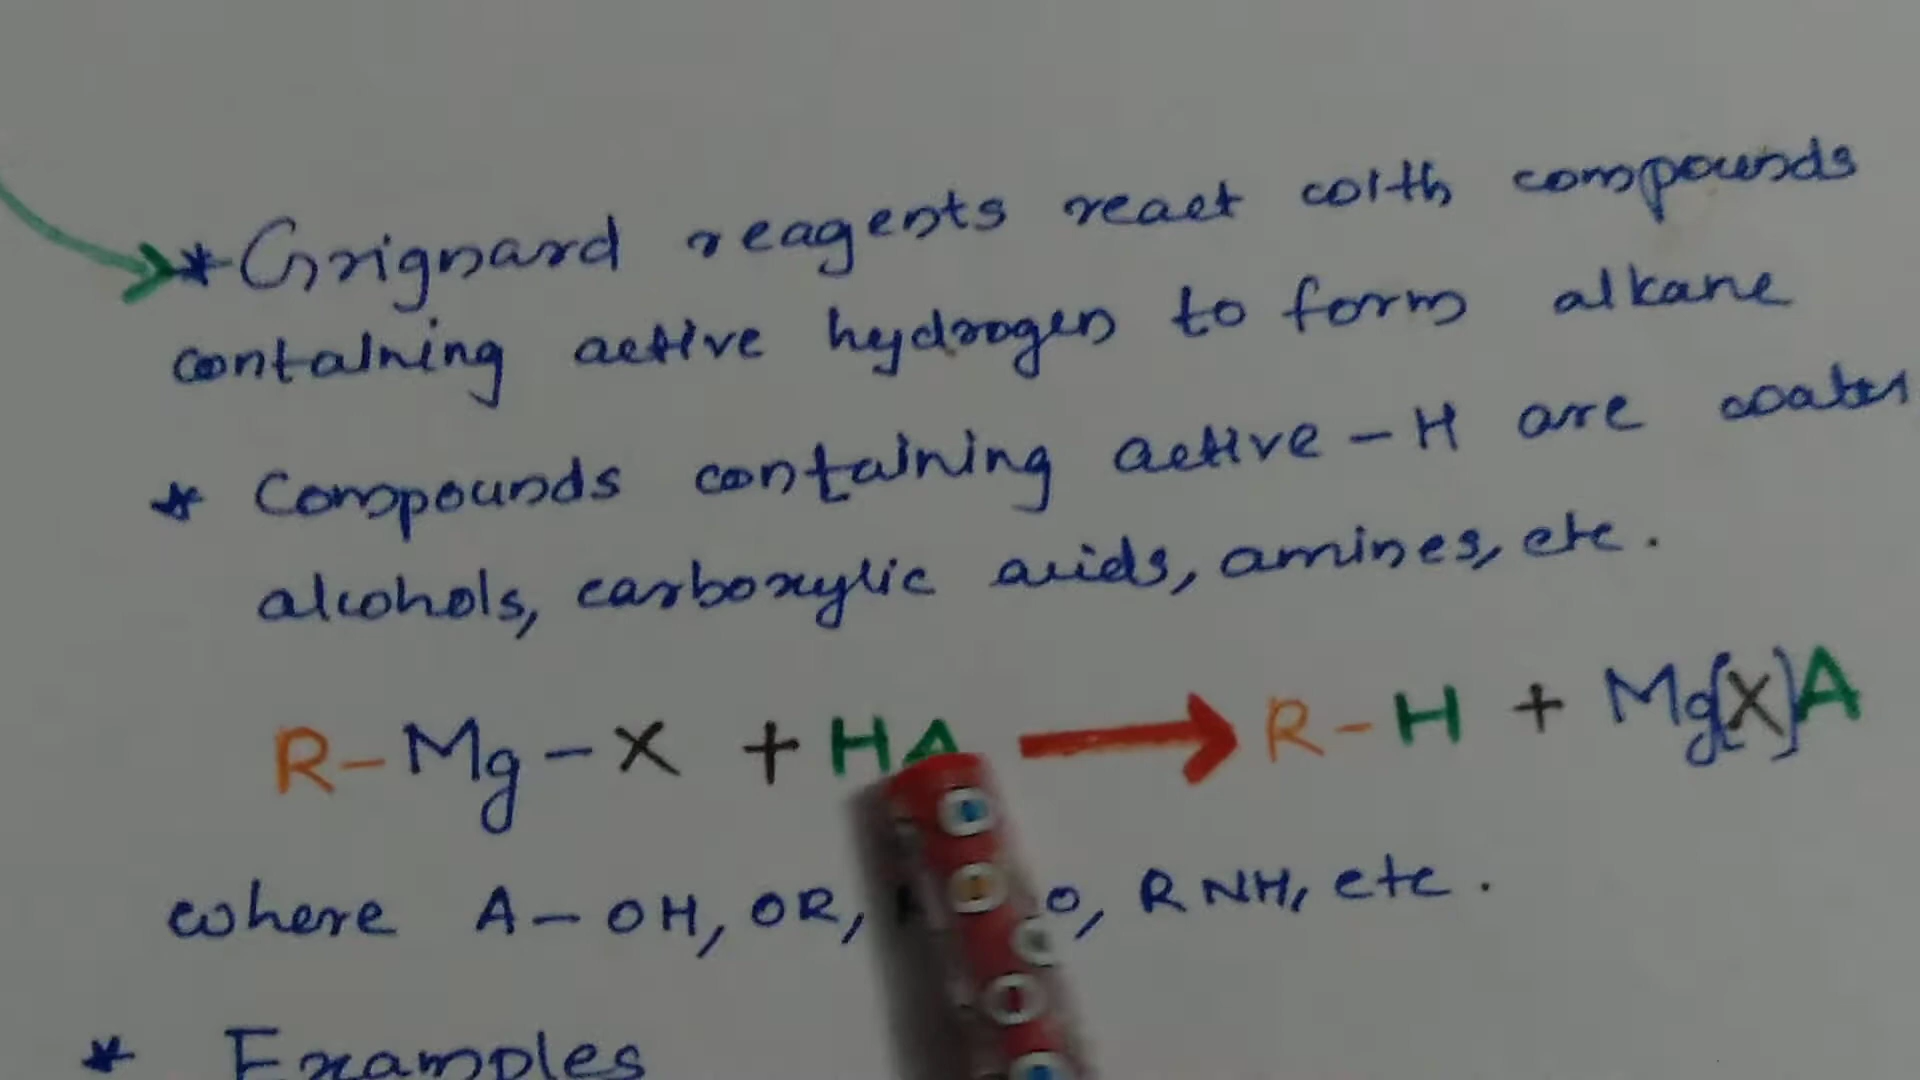 * Grignard reagents react with compounds
containing active hydrogen to form alkane
* Compounds containing active - H are water
alcohols, carboxylic acids, amines, etc.
R - Mg - X + HA → R - H + Mg[X]A
where A - OH, OR, O, RNH, etc.
* Examples